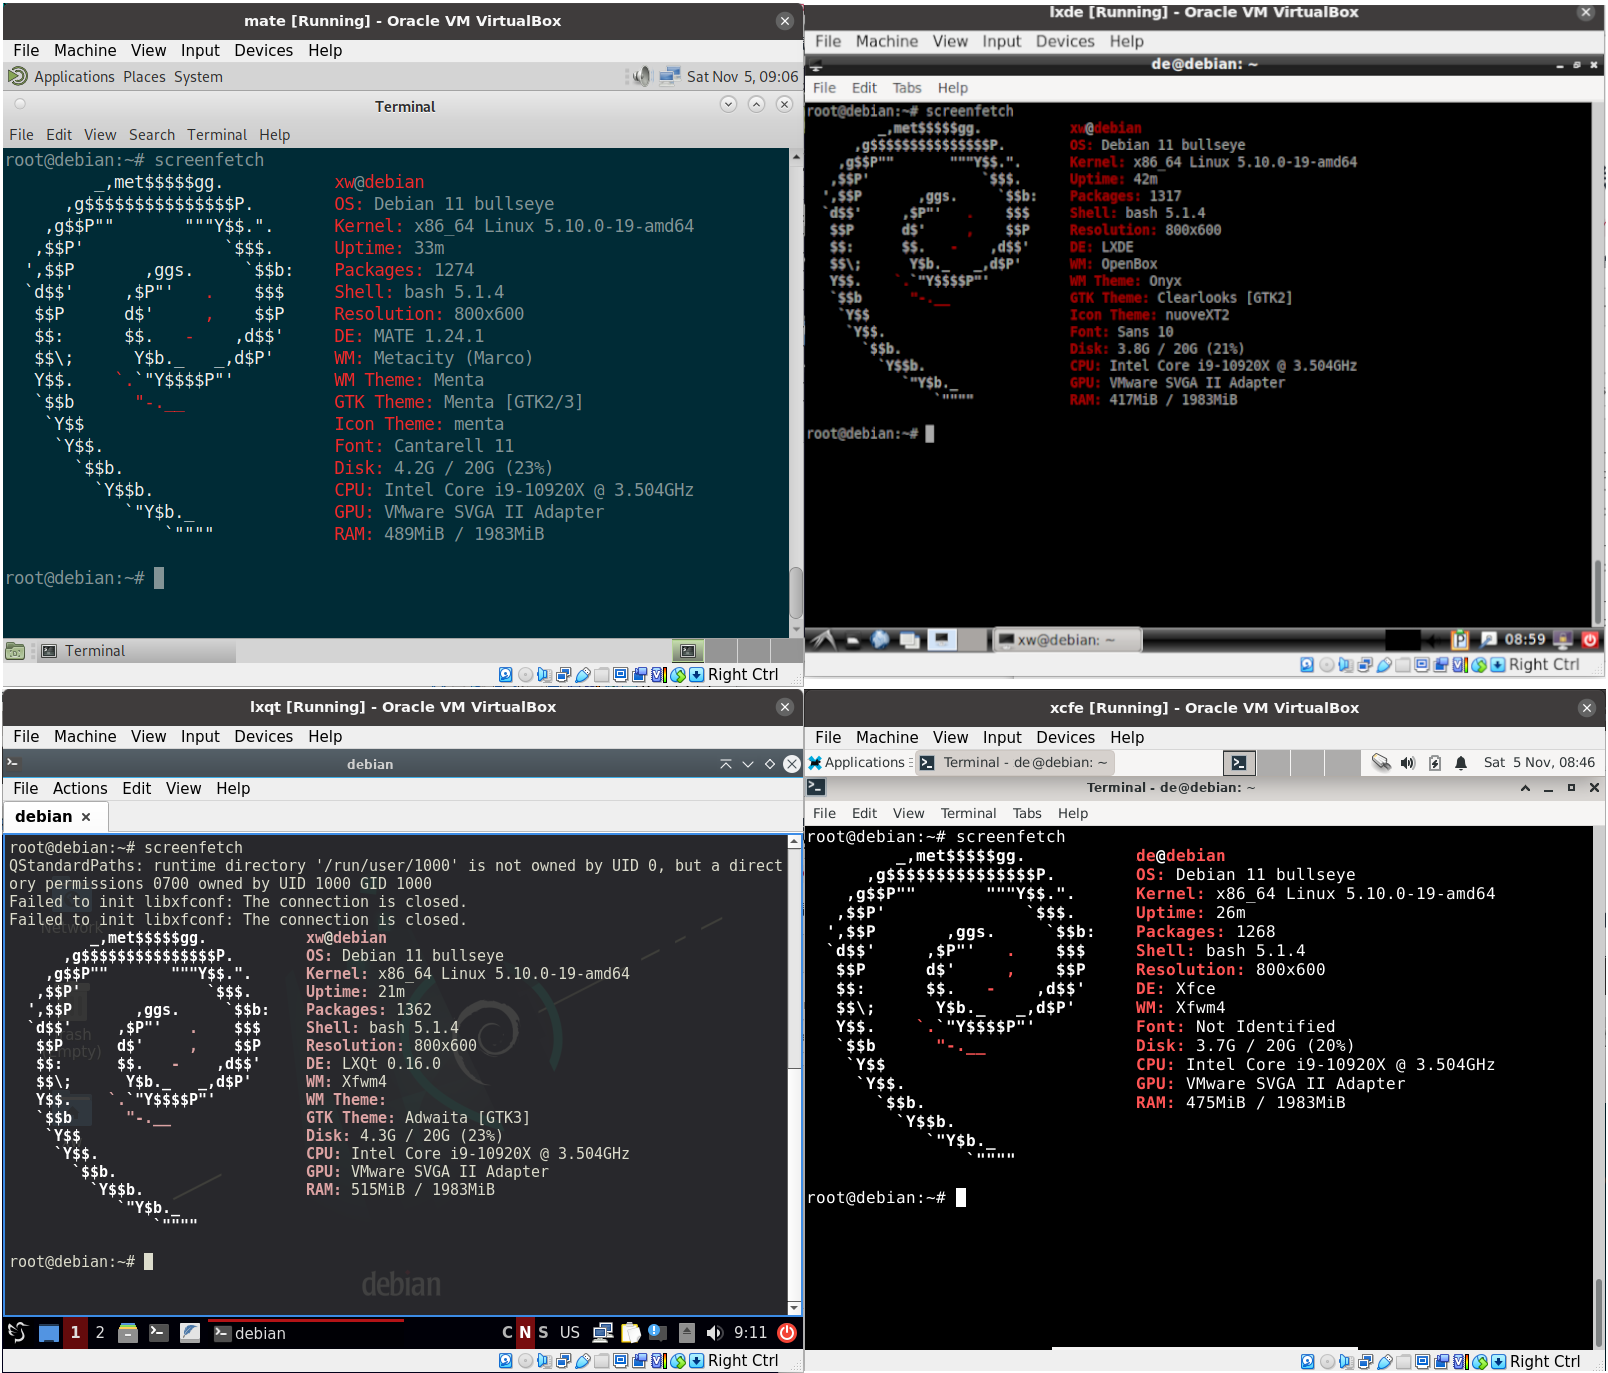 mate [Running] - Oracle VM VirtualBox
File Machine View Input Devices Help
Applications Places System Sat Nov 5, 09:06
Terminal
File Edit View Search Terminal Help
root@debian:~# screenfetch
         _,met$$$$$gg.           xw@debian
      ,g$$$$$$$$$$$$$$$P.        OS: Debian 11 bullseye
    ,g$$P""       """Y$$.".      Kernel: x86_64 Linux 5.10.0-19-amd64
   ,$$P'              `$$$.      Uptime: 33m
  ',$$P       ,ggs.     `$$b:    Packages: 1274
  `d$$'     ,$P"'   .    $$$     Shell: bash 5.1.4
   $$P      d$'     ,    $$P     Resolution: 800x600
   $$:      $$.   -    ,d$$'     DE: MATE 1.24.1
   $$\;      Y$b._   _,d$P'      WM: Metacity (Marco)
   Y$$.    `.`"Y$$$$P"'          WM Theme: Menta
   `$$b      "-.__               GTK Theme: Menta [GTK2/3]
    `Y$$                         Icon Theme: menta
     `Y$$.                       Font: Cantarell 11
       `$$b.                     Disk: 4.2G / 20G (23%)
         `Y$$b.                  CPU: Intel Core i9-10920X @ 3.504GHz
            `"Y$b._              GPU: VMware SVGA II Adapter
                `""""            RAM: 489MiB / 1983MiB
root@debian:~#
Terminal
Right Ctrl
lxde [Running] - Oracle VM VirtualBox
File Machine View Input Devices Help
de@debian: ~
File Edit Tabs Help
root@debian:~# screenfetch
         _,met$$$$$gg.           xw@debian
      ,g$$$$$$$$$$$$$$$P.        OS: Debian 11 bullseye
    ,g$$P""       """Y$$.".      Kernel: x86_64 Linux 5.10.0-19-amd64
   ,$$P'              `$$$.      Uptime: 42m
  ',$$P       ,ggs.     `$$b:    Packages: 1317
  `d$$'     ,$P"'   .    $$$     Shell: bash 5.1.4
   $$P      d$'     ,    $$P     Resolution: 800x600
   $$:      $$.   -    ,d$$'     DE: LXDE
   $$\;      Y$b._   _,d$P'      WM: OpenBox
   Y$$.    `.`"Y$$$$P"'          WM Theme: Onyx
   `$$b      "-.__               GTK Theme: Clearlooks [GTK2]
    `Y$$                         Icon Theme: nuoveXT2
     `Y$$.                       Font: Sans 10
       `$$b.                     Disk: 3.8G / 20G (21%)
         `Y$$b.                  CPU: Intel Core i9-10920X @ 3.504GHz
            `"Y$b._              GPU: VMware SVGA II Adapter
                `""""            RAM: 417MiB / 1983MiB
root@debian:~#
xw@debian: ~ 08:59
Right Ctrl
lxqt [Running] - Oracle VM VirtualBox
File Machine View Input Devices Help
debian
File Actions Edit View Help
debian
root@debian:~# screenfetch
QStandardPaths: runtime directory '/run/user/1000' is not owned by UID 0, but a direct
ory permissions 0700 owned by UID 1000 GID 1000
Failed to init libxfconf: The connection is closed.
Failed to init libxfconf: The connection is closed.
Network
         _,met$$$$$gg.           xw@debian
      ,g$$$$$$$$$$$$$$$P.        OS: Debian 11 bullseye
    ,g$$P""       """Y$$.".      Kernel: x86_64 Linux 5.10.0-19-amd64
   ,$$P'              `$$$.      Uptime: 21m
  ',$$P       ,ggs.     `$$b:    Packages: 1362
  `d$$'     ,$P"'   .    $$$     Shell: bash 5.1.4
   $$P      d$'     ,    $$P     Resolution: 800x600
   $$:      $$.   -    ,d$$'     DE: LXQt 0.16.0
   $$\;      Y$b._   _,d$P'      WM: Xfwm4
   Y$$.    `.`"Y$$$$P"'          WM Theme:
   `$$b      "-.__               GTK Theme: Adwaita [GTK3]
    `Y$$                         Disk: 4.3G / 20G (23%)
     `Y$$.                       CPU: Intel Core i9-10920X @ 3.504GHz
       `$$b.                     GPU: VMware SVGA II Adapter
         `Y$$b.                  RAM: 515MiB / 1983MiB
            `"Y$b._
                `""""
root@debian:~#
debian
1 2 debian C N S US 9:11
Right Ctrl
xcfe [Running] - Oracle VM VirtualBox
File Machine View Input Devices Help
Applications Terminal - de@debian: ~ Sat 5 Nov, 08:46
Terminal - de@debian: ~
File Edit View Terminal Tabs Help
root@debian:~# screenfetch
         _,met$$$$$gg.           de@debian
      ,g$$$$$$$$$$$$$$$P.        OS: Debian 11 bullseye
    ,g$$P""       """Y$$.".      Kernel: x86_64 Linux 5.10.0-19-amd64
   ,$$P'              `$$$.      Uptime: 26m
  ',$$P       ,ggs.     `$$b:    Packages: 1268
  `d$$'     ,$P"'   .    $$$     Shell: bash 5.1.4
   $$P      d$'     ,    $$P     Resolution: 800x600
   $$:      $$.   -    ,d$$'     DE: Xfce
   $$\;      Y$b._   _,d$P'      WM: Xfwm4
   Y$$.    `.`"Y$$$$P"'          Font: Not Identified
   `$$b      "-.__               Disk: 3.7G / 20G (20%)
    `Y$$                         CPU: Intel Core i9-10920X @ 3.504GHz
     `Y$$.                       GPU: VMware SVGA II Adapter
       `$$b.                     RAM: 475MiB / 1983MiB
         `Y$$b.
            `"Y$b._
                `""""
root@debian:~#
Right Ctrl